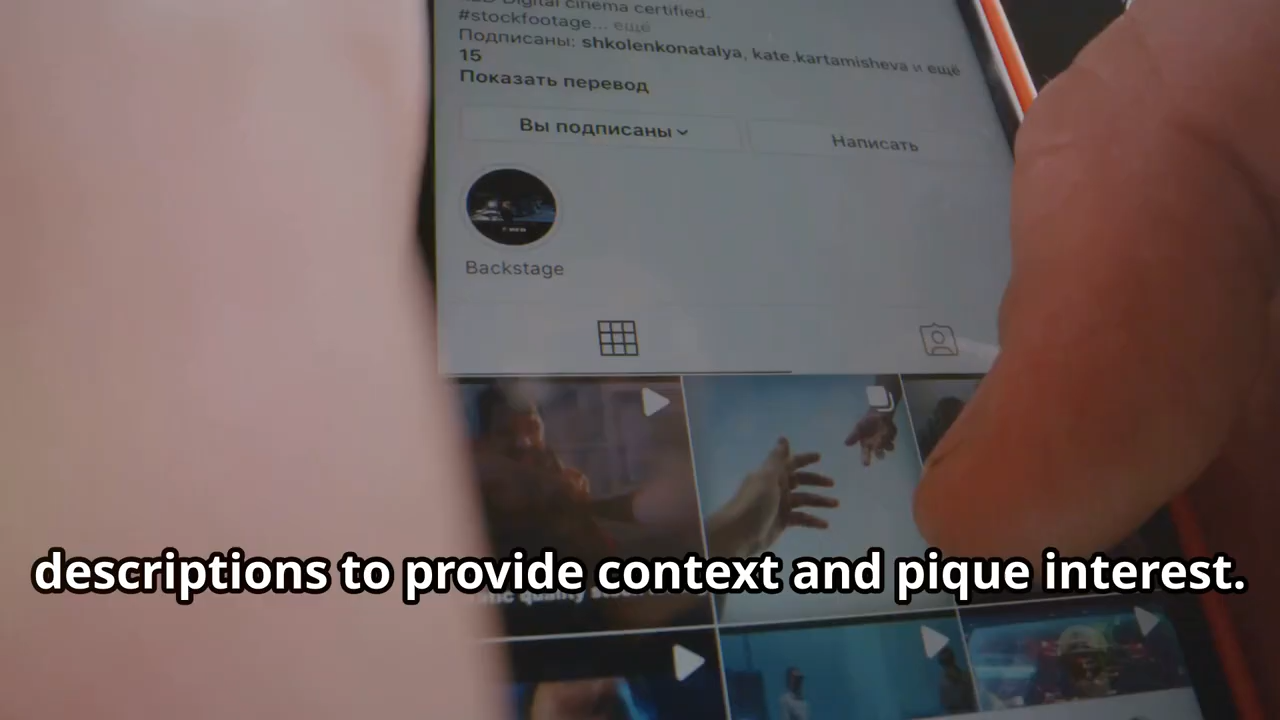 Digital cinema certified.
#stockfootage... ещё
Подписаны: shkolenkonatalya, kate.kartamisheva и ещё
15
Показать перевод
Вы подписаны
Написать
Backstage
descriptions to provide context and pique interest.
quality